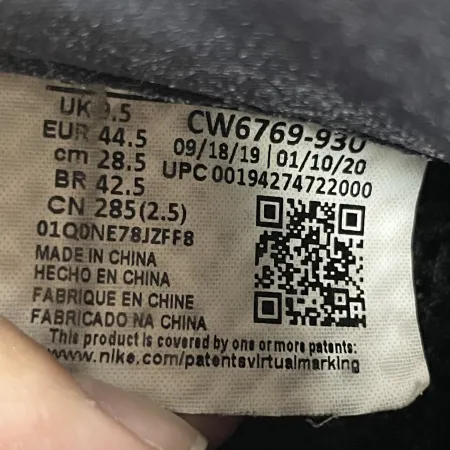 UK 9.5
EUR 44.5
cm 28.5
BR 42.5
CN 285(2.5)
01Q0NE78JZFF8
CW6769-930
09/18/19 | 01/10/20
UPC 00194274722000
MADE IN CHINA
HECHO EN CHINA
FABRIQUE EN CHINE
FABRICADO NA CHINA
This product is covered by one or more patents:
www.nike.com/patentsvirtualmarking